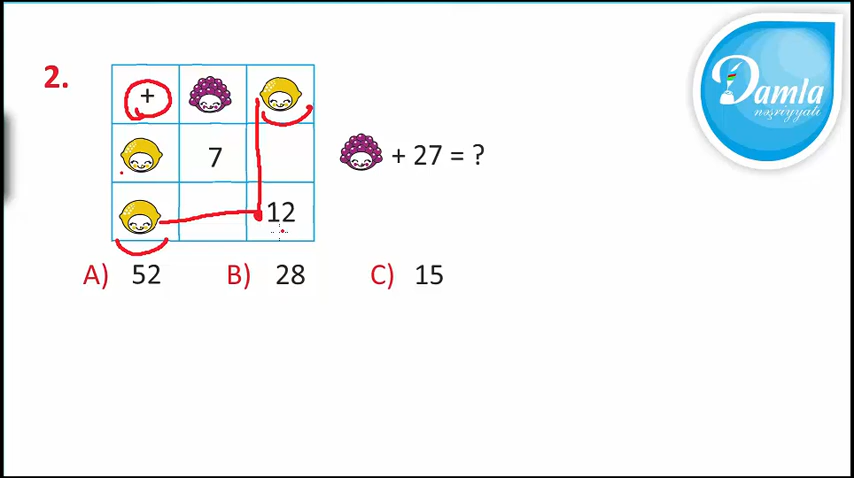 2.
+
7
12
+ 27 = ?
A) 52 B) 28 C) 15
Damla
nəşriyyatı